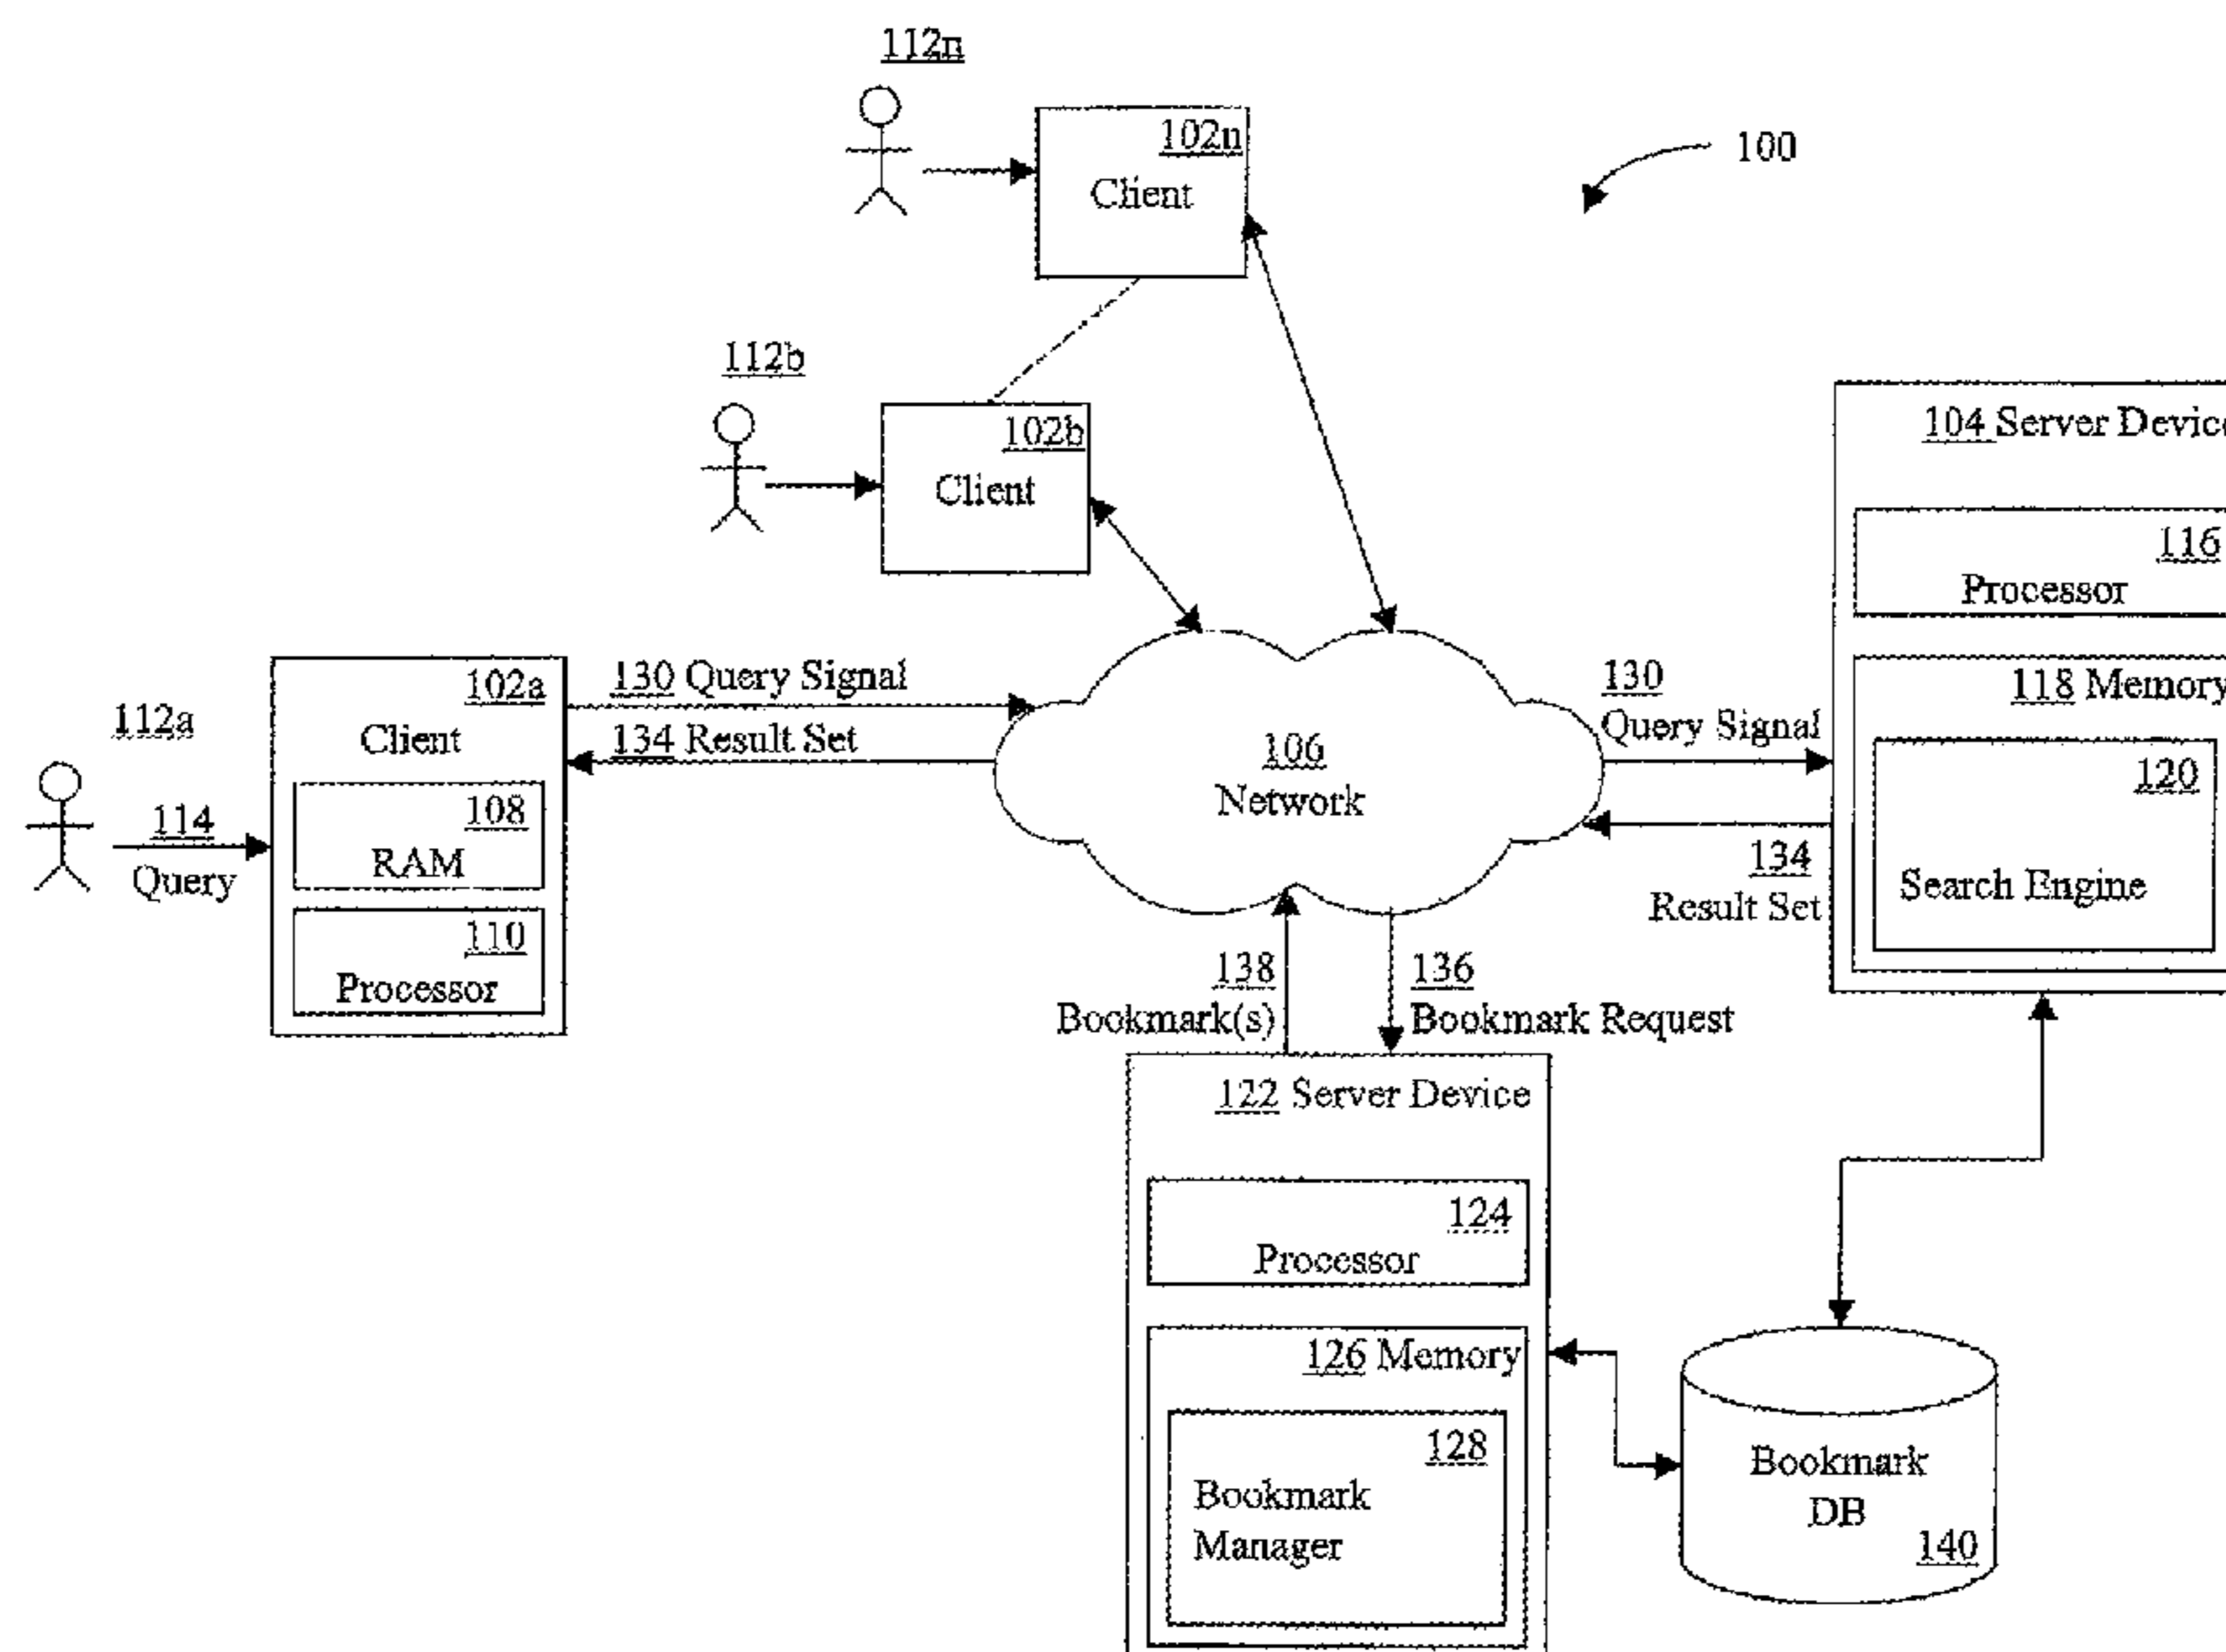 112n
102n
Client
100
112b
102b
Client
104 Server Device
116
Processor
118 Memory
120
Search Engine
112a
114
Query
102a
Client
108
RAM
110
Processor
130 Query Signal
134 Result Set
106
Network
130
Query Signal
134
Result Set
138
Bookmark(s)
136
Bookmark Request
122 Server Device
124
Processor
126 Memory
128
Bookmark
Manager
Bookmark
DB
140